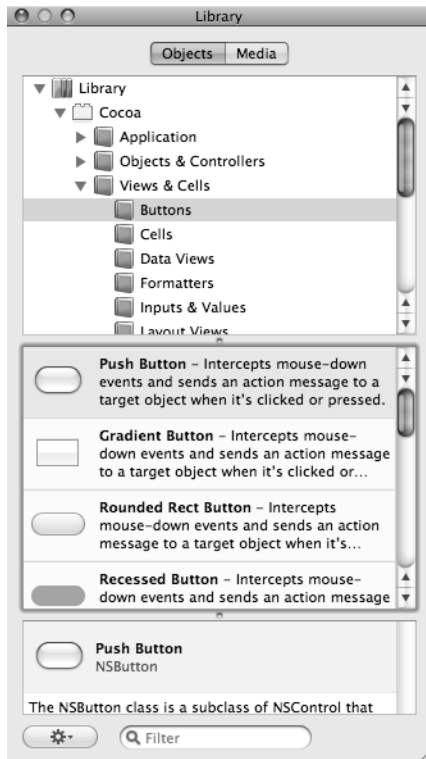 Library
Objects Media
Library
Cocoa
Application
Objects & Controllers
Views & Cells
Buttons
Cells
Data Views
Formatters
Inputs & Values
Layout Views
Push Button – Intercepts mouse-down
events and sends an action message to a
target object when it's clicked or pressed.
Gradient Button – Intercepts mouse-
down events and sends an action message
to a target object when it's clicked or…
Rounded Rect Button – Intercepts
mouse-down events and sends an action
message to a target object when it's…
Recessed Button – Intercepts mouse-
down events and sends an action message
Push Button
NSButton
The NSButton class is a subclass of NSControl that
Filter